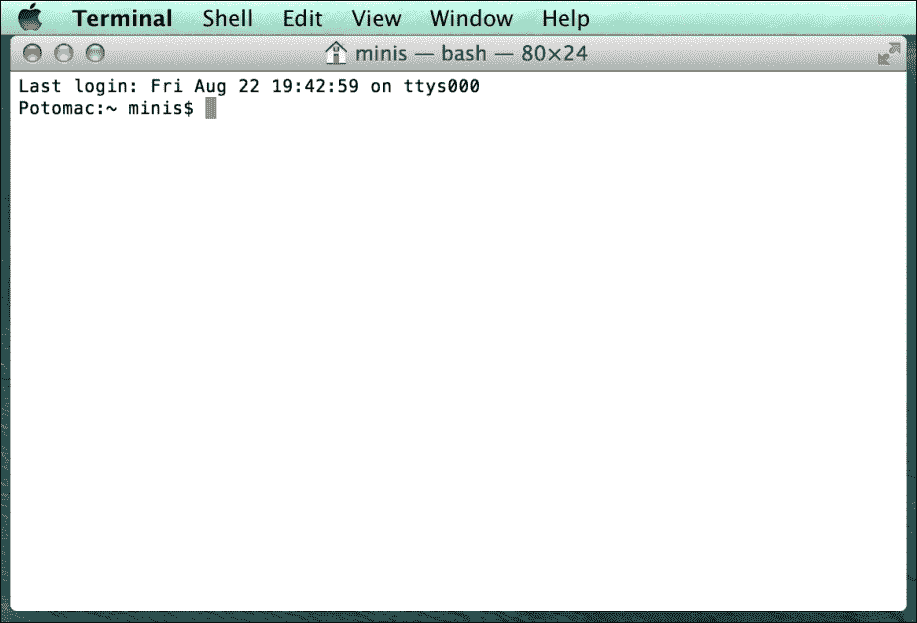 Terminal Shell Edit View Window Help
minis — bash — 80×24
Last login: Fri Aug 22 19:42:59 on ttys000
Potomac:~ minis$